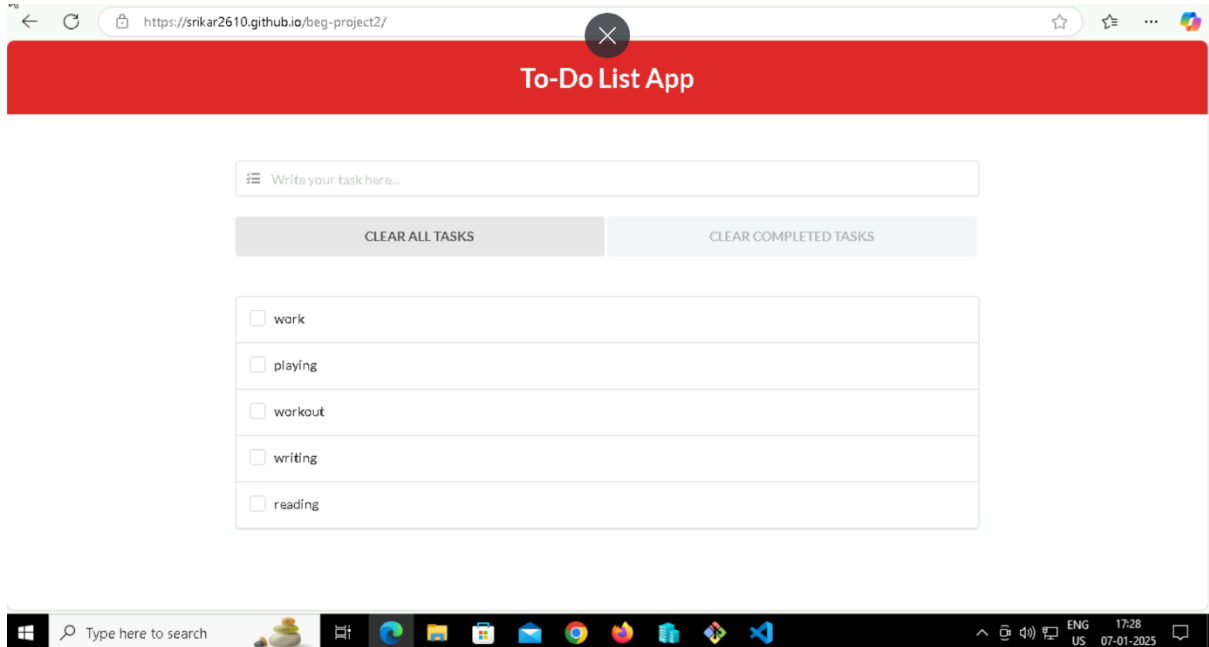 https://srikar2610.github.io/beg-project2/
To-Do List App
Write your task here...
CLEAR ALL TASKS CLEAR COMPLETED TASKS
work
playing
workout
writing
reading
Type here to search
ENG 17:28
US 07-01-2025